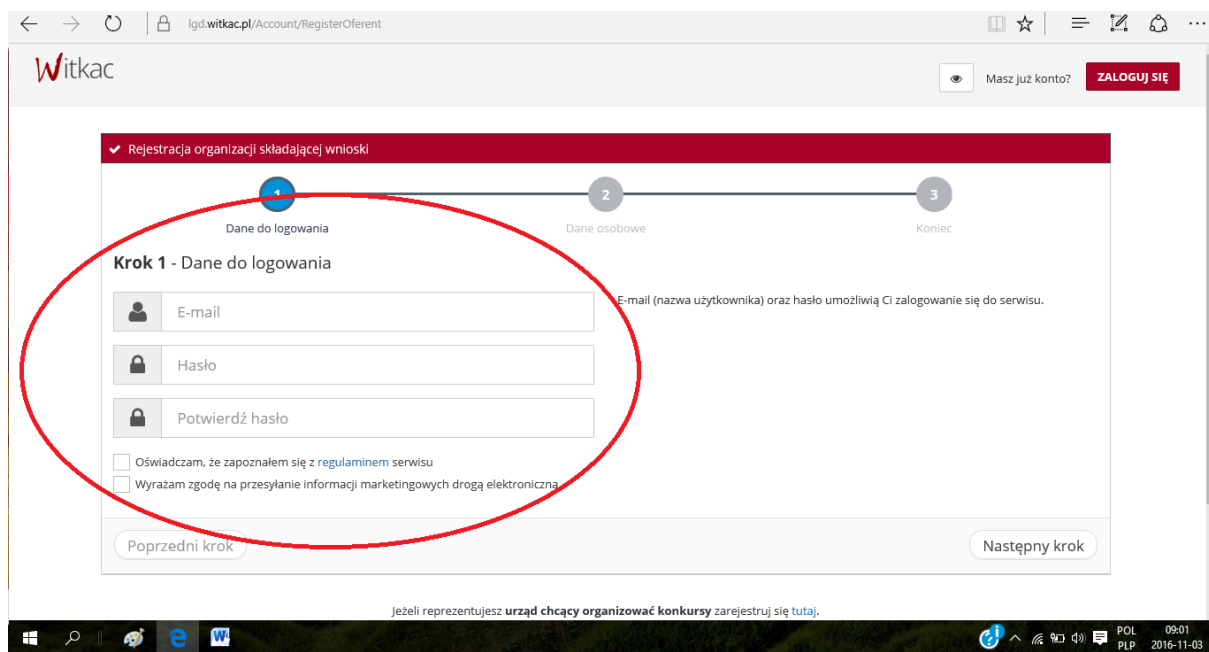 lgd.witkac.pl/Account/RegisterOferent
Witkac
Masz już konto? ZALOGUJ SIĘ
Rejestracja organizacji składającej wnioski
1 2 3
Dane do logowania Dane osobowe Koniec
Krok 1 - Dane do logowania
E-mail E-mail (nazwa użytkownika) oraz hasło umożliwią Ci zalogowanie się do serwisu.
Hasło
Potwierdź hasło
Oświadczam, że zapoznałem się z regulaminem serwisu
Wyrażam zgodę na przesyłanie informacji marketingowych drogą elektroniczną
Poprzedni krok Następny krok
Jeżeli reprezentujesz urząd chcący organizować konkursy zarejestruj się tutaj.
POL 09:01
PLP 2016-11-03